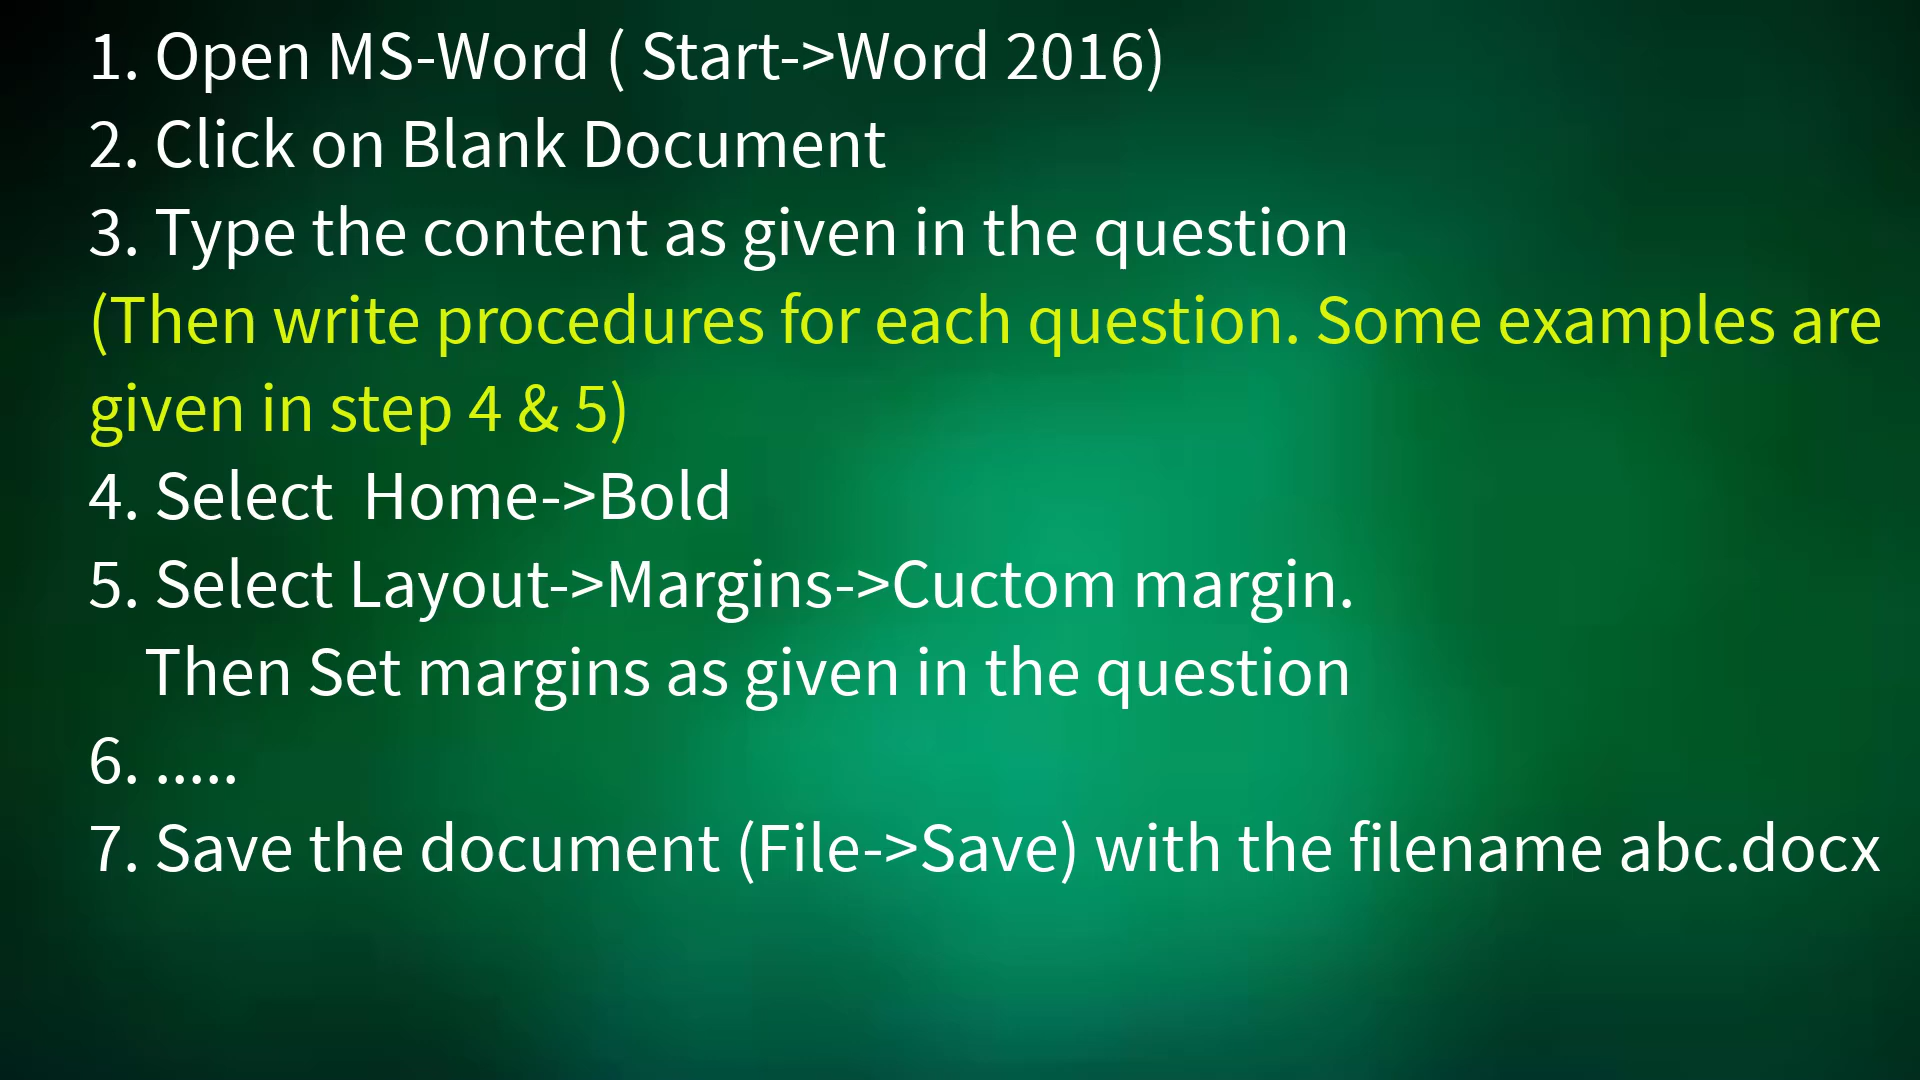 1. Open MS-Word ( Start->Word 2016)
2. Click on Blank Document
3. Type the content as given in the question
(Then write procedures for each question. Some examples are
given in step 4 & 5)
4. Select  Home->Bold
5. Select Layout->Margins->Cuctom margin.
Then Set margins as given in the question
6. .....
7. Save the document (File->Save) with the filename abc.docx